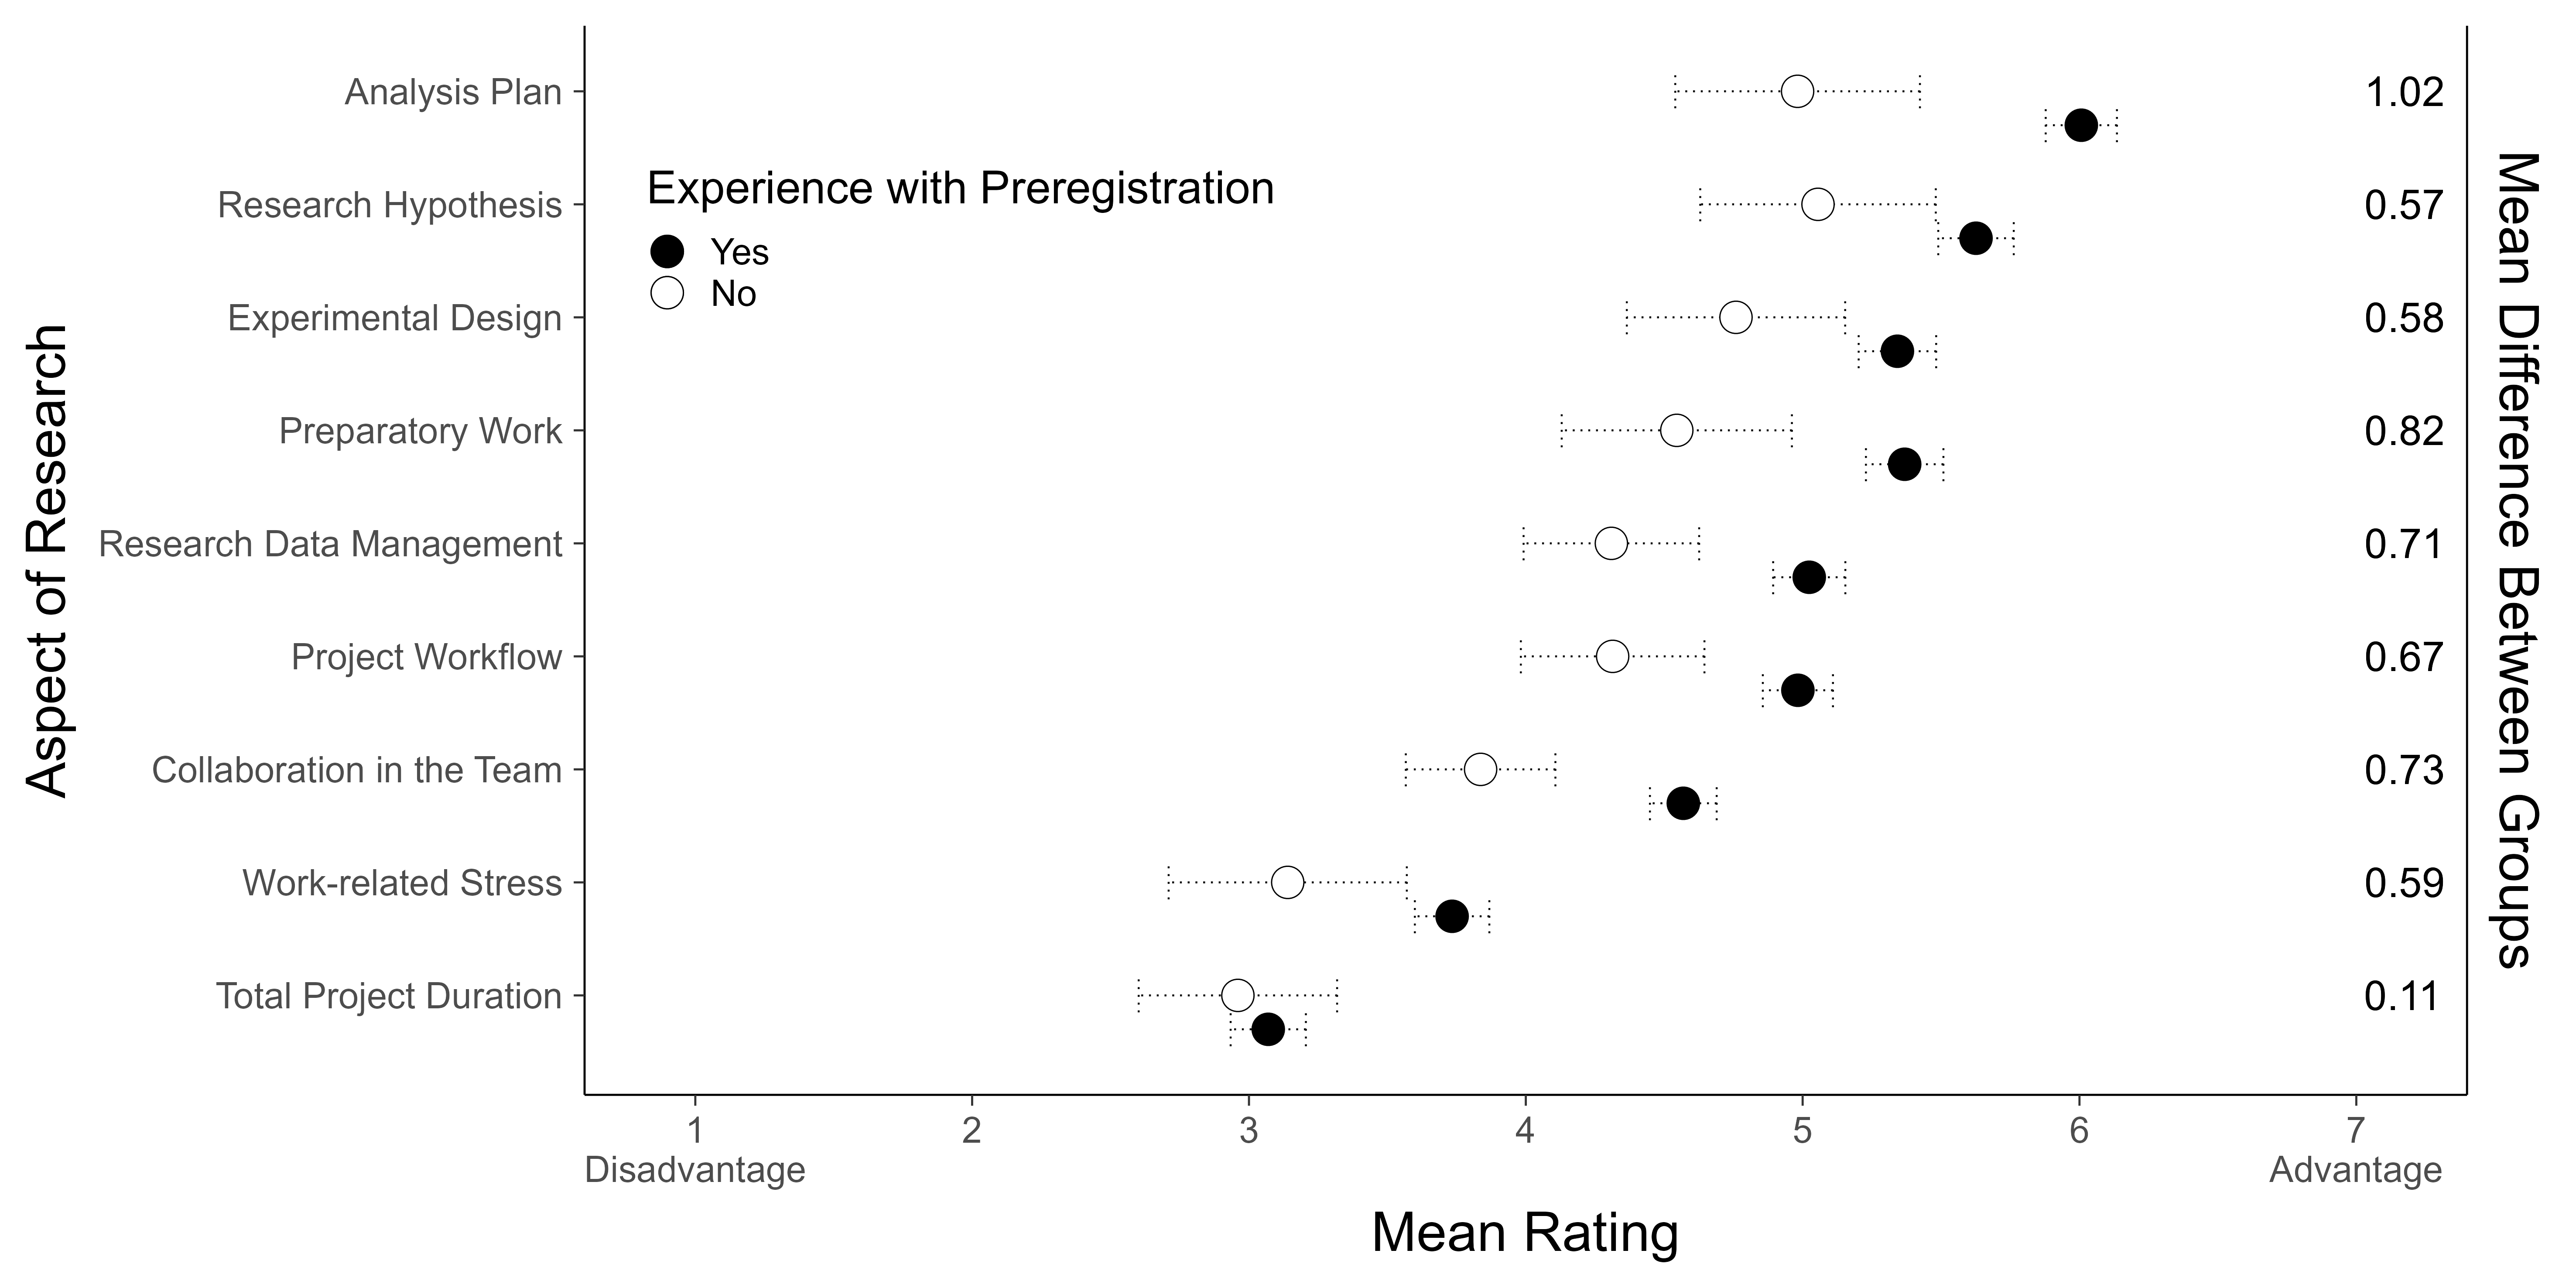 Aspect of Research
Analysis Plan
Research Hypothesis
Experimental Design
Preparatory Work
Research Data Management
Project Workflow
Collaboration in the Team
Work-related Stress
Total Project Duration
Experience with Preregistration
Yes
No
1.02
0.57
0.58
0.82
0.71
0.67
0.73
0.59
0.11
Mean Difference Between Groups
1 2 3 4 5 6 7
Disadvantage Advantage
Mean Rating